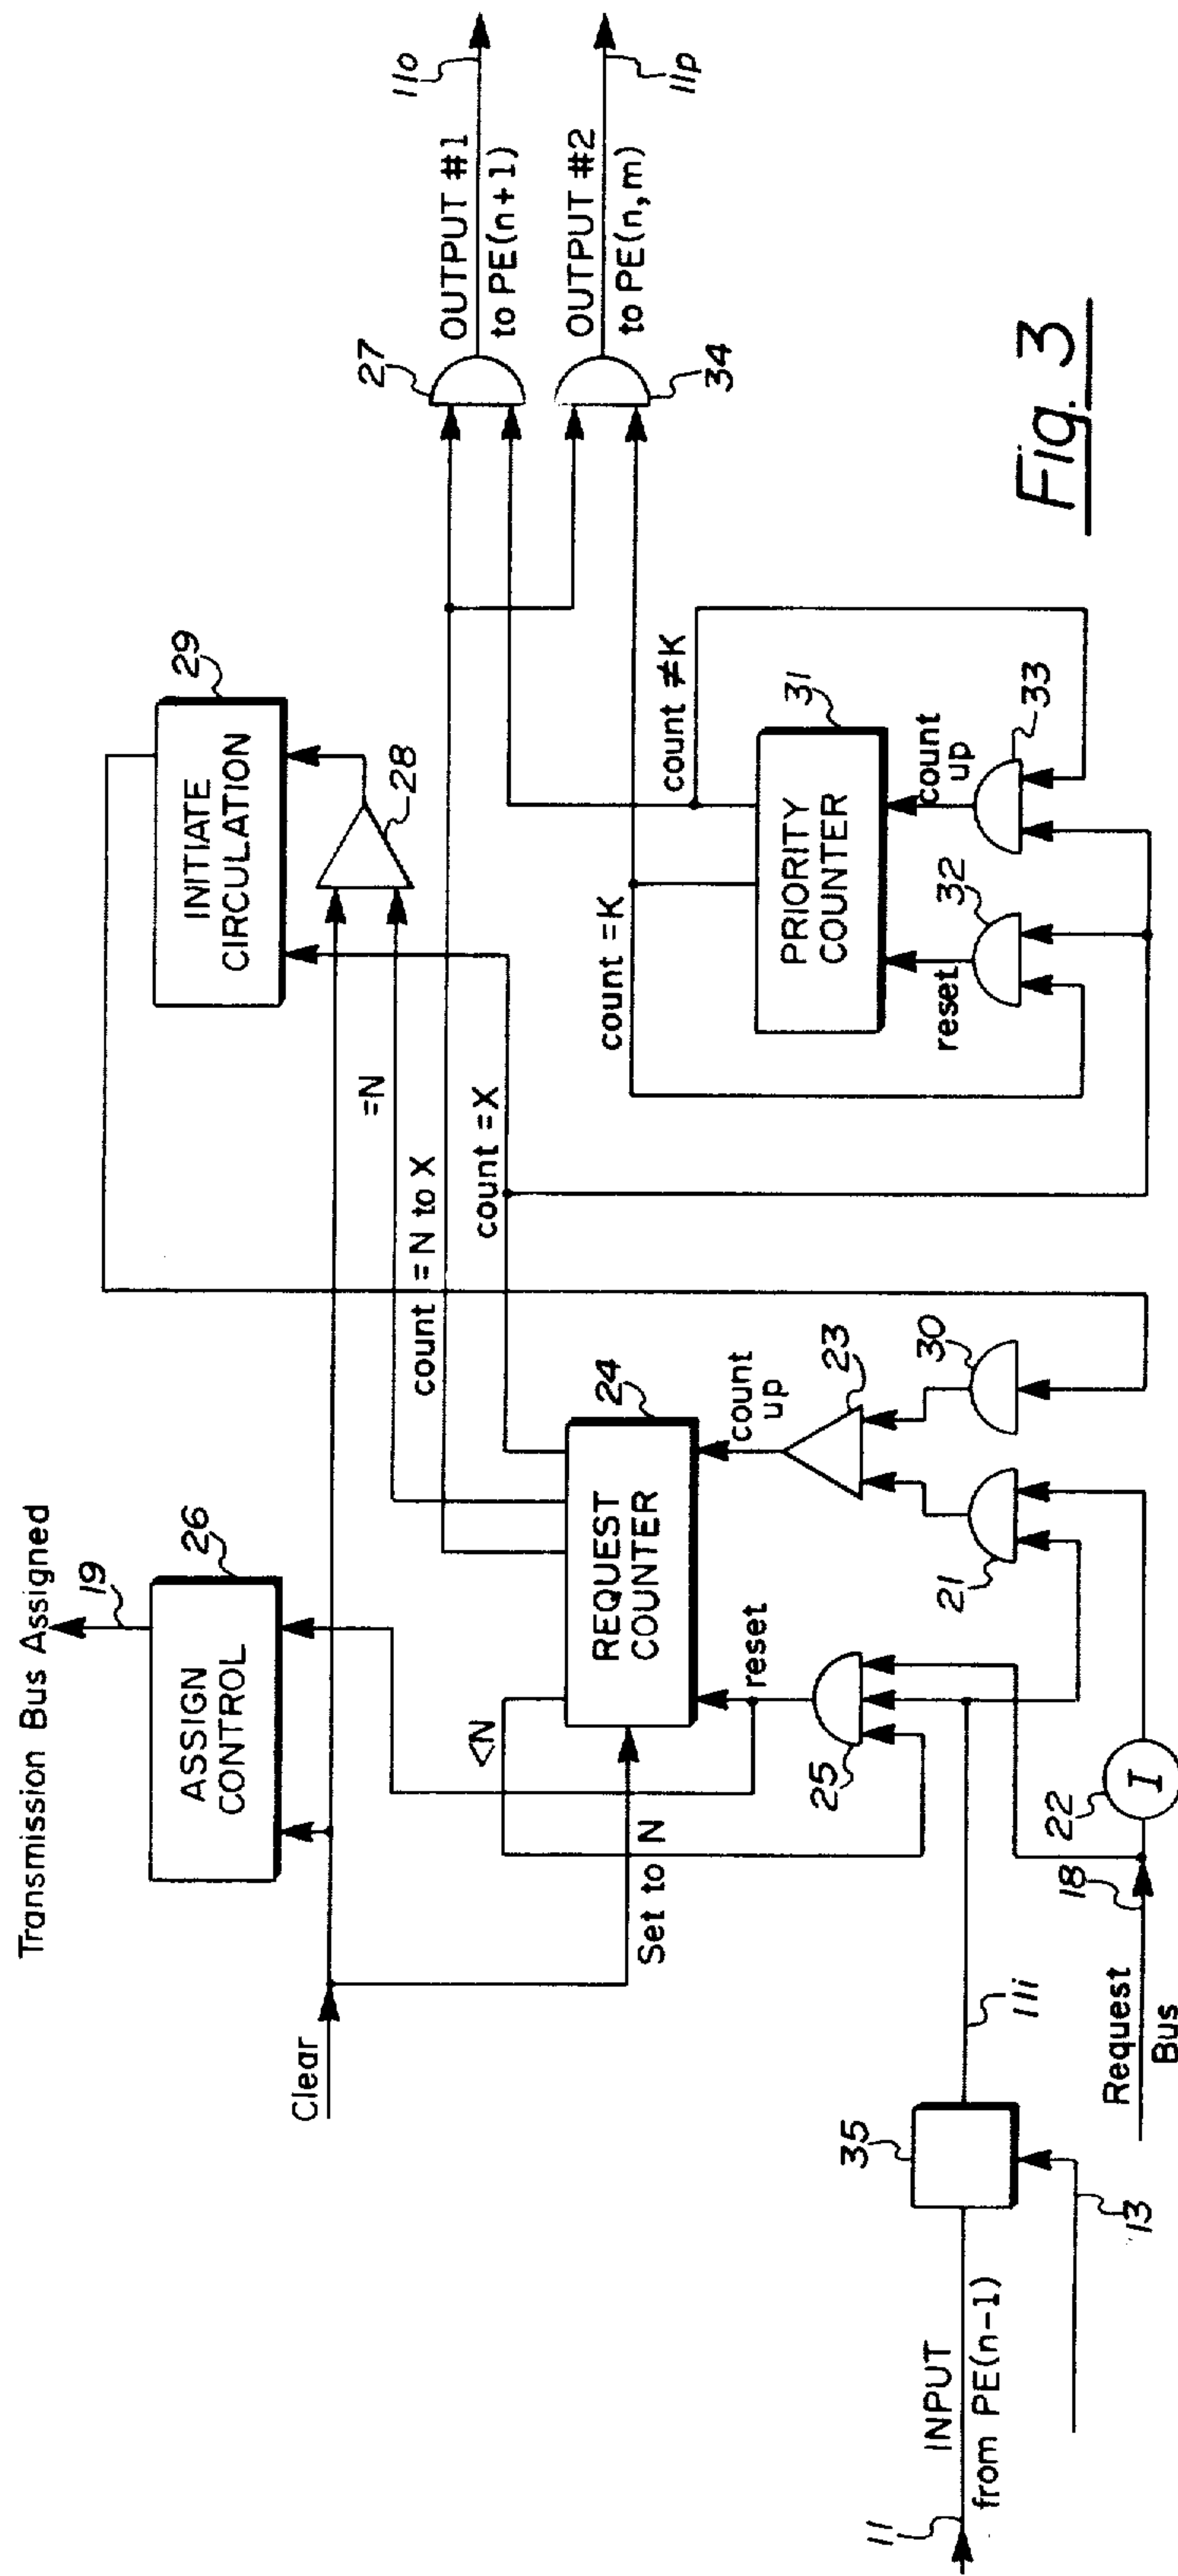 Transmission Bus Assigned
19
26
ASSIGN
CONTROL
Clear
Set to N
<N
REQUEST
COUNTER
24
reset
25
count
up
23
21
30
22
I
18
Request
Bus
11
INPUT
from PE(n-1)
35
13
11i
count = N to X
=N
count = X
29
INITIATE
CIRCULATION
28
count = K
count ≠ K
PRIORITY
COUNTER
31
reset
32
count
up
33
27
34
OUTPUT #1
to PE(n+1)
11o
OUTPUT #2
to PE(n,m)
11p
Fig. 3